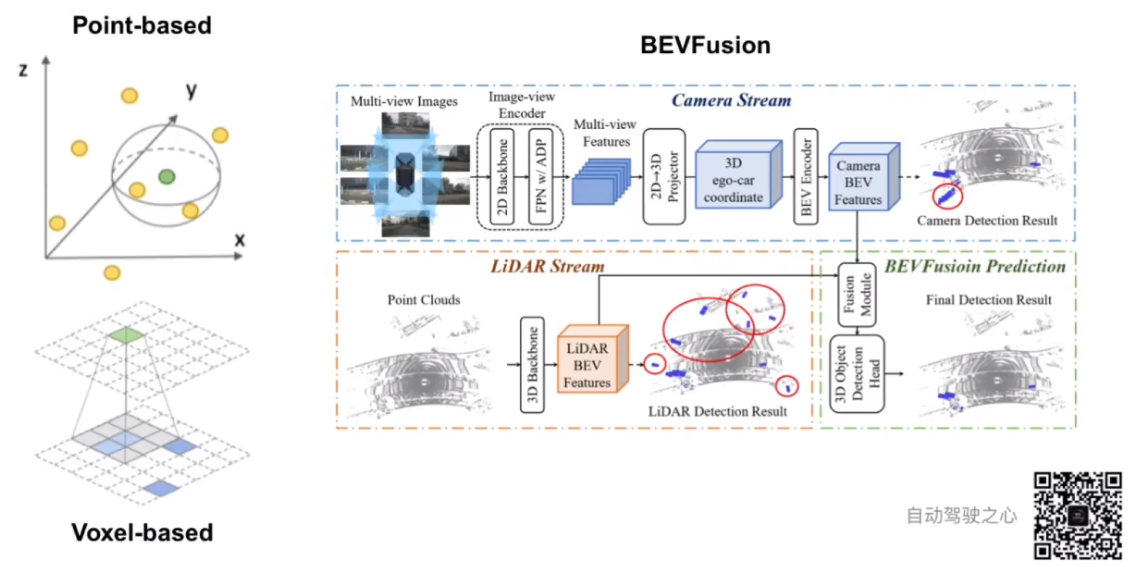 Point-based
z
y
x
Voxel-based
BEVFusion
Camera Stream
Multi-view Images
Image-view
Encoder
2D Backbone
FPN w/ ADP
Multi-view
Features
2D→3D
Projector
3D
ego-car
coordinate
BEV Encoder
Camera
BEV
Features
Camera Detection Result
LiDAR Stream
Point Clouds
3D Backbone
LiDAR
BEV
Features
LiDAR Detection Result
BEVFusioin Prediction
Fusion
Module
3D Object
Detection
Head
Final Detection Result
自动驾驶之心